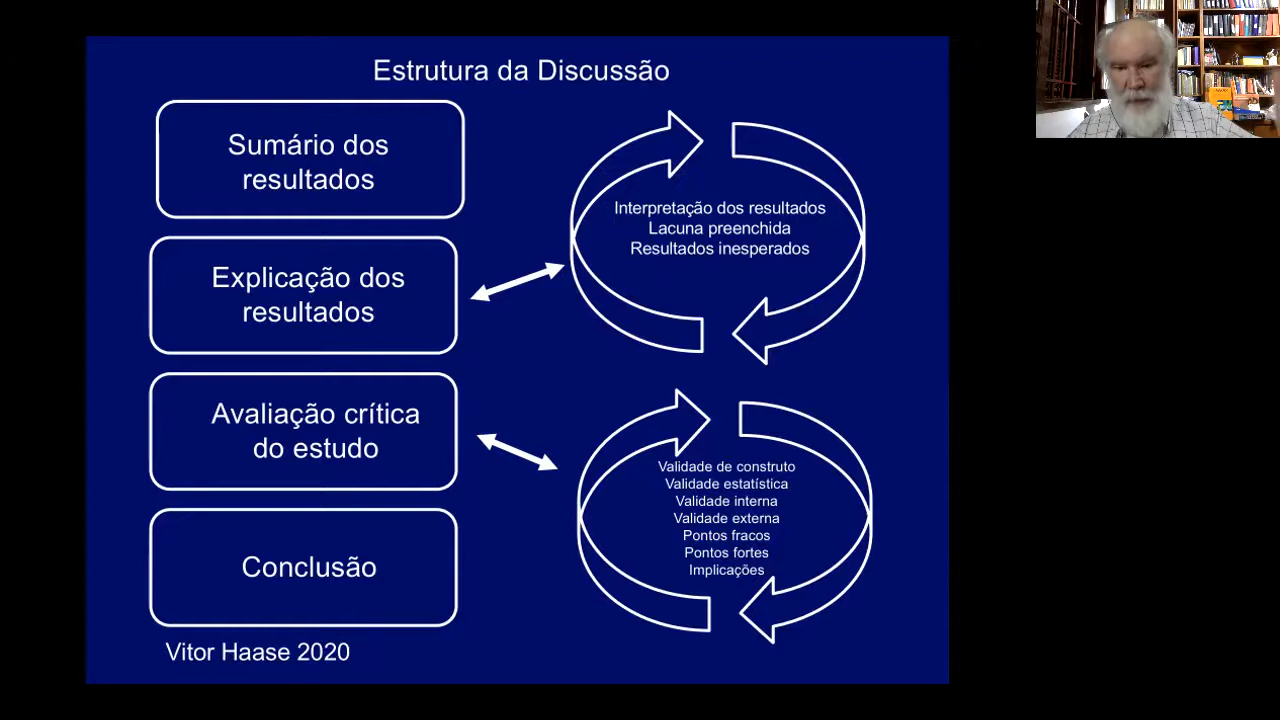 Estrutura da Discussão
Sumário dos
resultados
Explicação dos
resultados
Avaliação crítica
do estudo
Conclusão
Interpretação dos resultados
Lacuna preenchida
Resultados inesperados
Validade de construto
Validade estatística
Validade interna
Validade externa
Pontos fracos
Pontos fortes
Implicações
Vitor Haase 2020